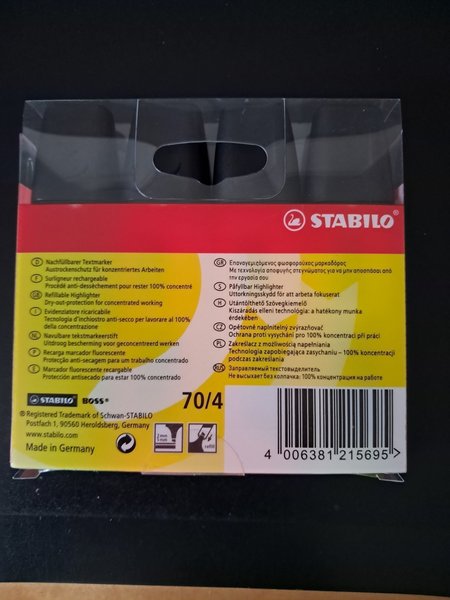 STABILO®
D Nachfüllbarer Textmarker
Austrockenschutz für konzentriertes Arbeiten
F Surligneur rechargeable
Procédé anti-dessèchement pour rester 100% concentré
GB Refillable Highlighter
Dry-out-protection for concentrated working
I Evidenziatore ricaricabile
Tecnologia d'inchiostro anti-secco per lavorare al 100%
della concentrazione
NL Navulbare tekstmarkeerstift
Uitdroog bescherming voor geconcentreerd werken
P Recarga marcador fluorescente
Protecção anti-secagem para um trabalho concentrado
E Marcador fluorescente recargable
Protección antisecado para estar 100% concentrado
GR Επαναγεμιζόμενος φωσφορούχος μαρκαδόρος
Με τεχνολογία αποφυγής στεγνώματος για να μην αποσπάσαι από
την εργασία σου
S Påfyllbar Highlighter
Uttorkningsskydd för att arbeta fokuserat
H Utántölthető Szövegkiemelő
Kiszáradás elleni technológia: a hatékony munka
érdekében
CZ Opětovně naplnitelný zvýrazňovač
Ochrana proti vysychání pro 100% koncentraci při práci
PL Zakreślacz z możliwością napełniania
Technologia zapobiegająca zasychaniu – 100% koncentracji
podczas zakreślania
RUS Заправляемый текстовыделитель
Не высыхает без колпачка: 100% концентрация на работе
STABILO® BOSS® 70/4
® Registered Trademark of Schwan-STABILO
Postfach 1, 90560 Heroldsberg, Germany
www.stabilo.com
Made in Germany
2 mm
5 mm
refill
4 006381 215695 >